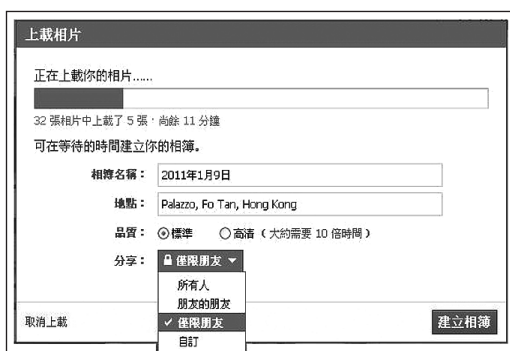 上載相片
正在上載你的相片......
32 張相片中上載了 5 張，尚餘 11 分鐘
可在等待的時間建立你的相簿。
相簿名稱： 2011年1月9日
地點： Palazzo, Fo Tan, Hong Kong
品質： 標準 高清（大約需要 10 倍時間）
分享： 僅限朋友
所有人
朋友的朋友
✓ 僅限朋友
自訂
取消上載 建立相簿